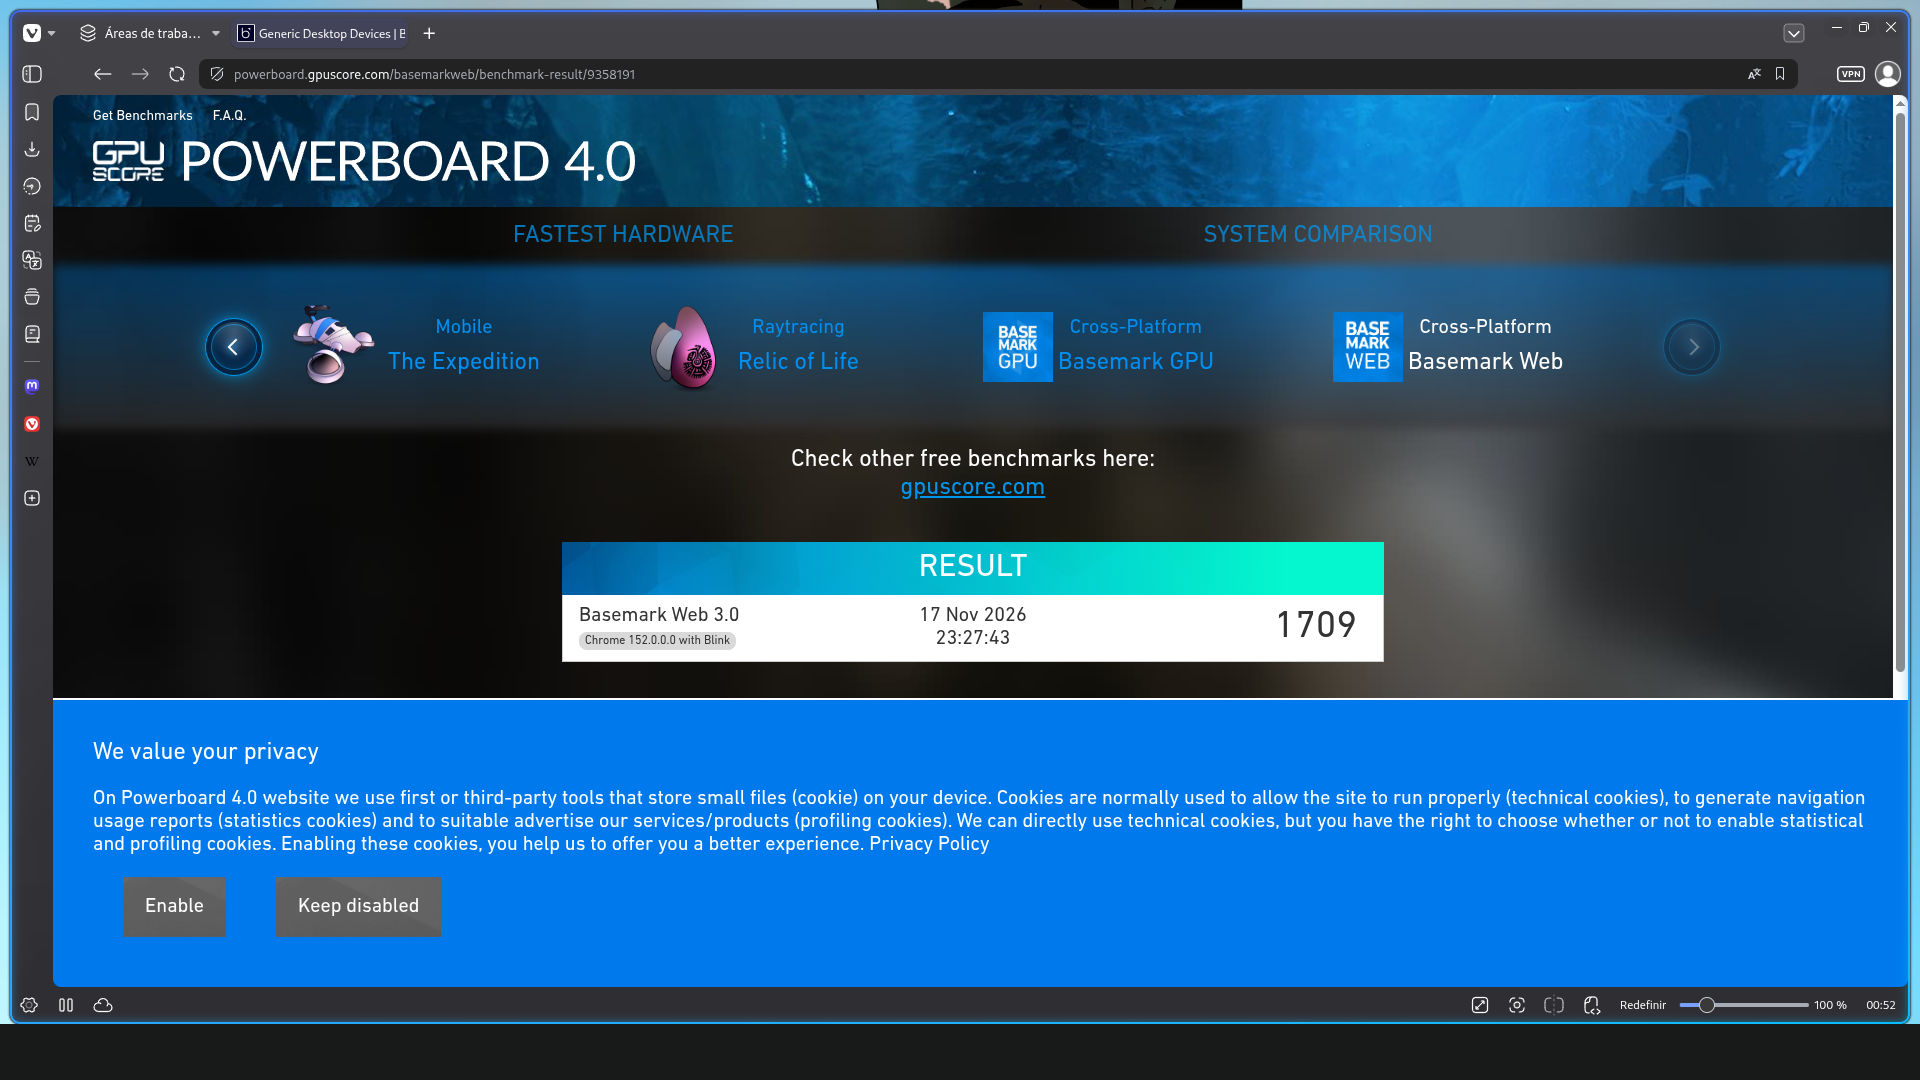 Áreas de traba...
Generic Desktop Devices | B
powerboard.gpuscore.com/basemarkweb/benchmark-result/9358191
VPN
Get Benchmarks
F.A.Q.
GPU SCORE POWERBOARD 4.0
FASTEST HARDWARE
SYSTEM COMPARISON
Mobile
The Expedition
Raytracing
Relic of Life
BASE MARK GPU
Cross-Platform
Basemark GPU
BASE MARK WEB
Cross-Platform
Basemark Web
Check other free benchmarks here:
gpuscore.com
RESULT
Basemark Web 3.0
Chrome 152.0.0.0 with Blink
17 Nov 2026
23:27:43
1709
We value your privacy
On Powerboard 4.0 website we use first or third-party tools that store small files (cookie) on your device. Cookies are normally used to allow the site to run properly (technical cookies), to generate navigation
usage reports (statistics cookies) and to suitable advertise our services/products (profiling cookies). We can directly use technical cookies, but you have the right to choose whether or not to enable statistical
and profiling cookies. Enabling these cookies, you help us to offer you a better experience. Privacy Policy
Enable
Keep disabled
Redefinir
100 %
00:52